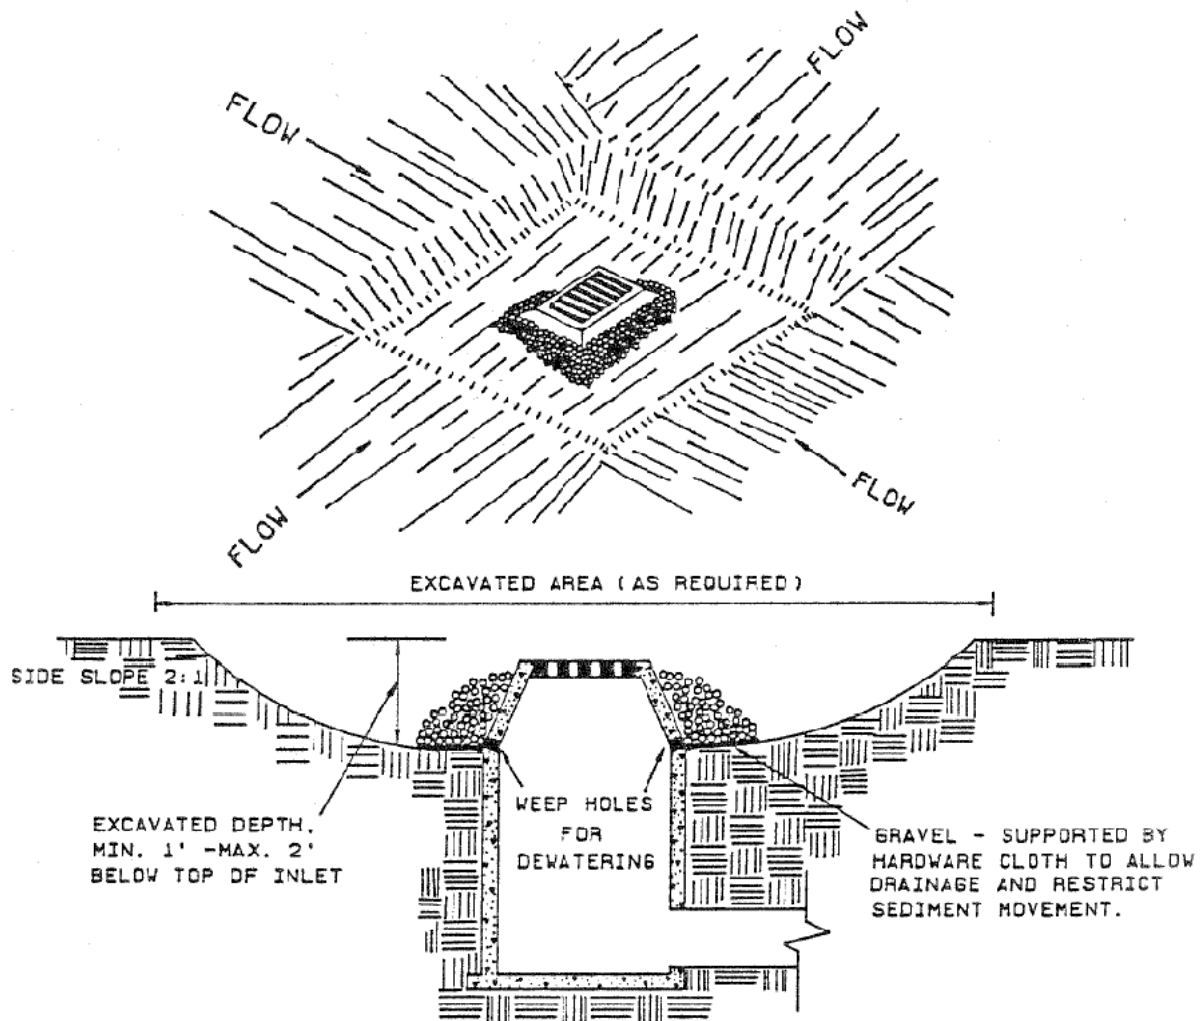 FLOW
FLOW
FLOW
FLOW
EXCAVATED AREA (AS REQUIRED)
SIDE SLOPE 2:1
EXCAVATED DEPTH.
MIN. 1' -MAX. 2'
BELOW TOP OF INLET
WEEP HOLES
FOR
DEWATERING
GRAVEL - SUPPORTED BY
HARDWARE CLOTH TO ALLOW
DRAINAGE AND RESTRICT
SEDIMENT MOVEMENT.